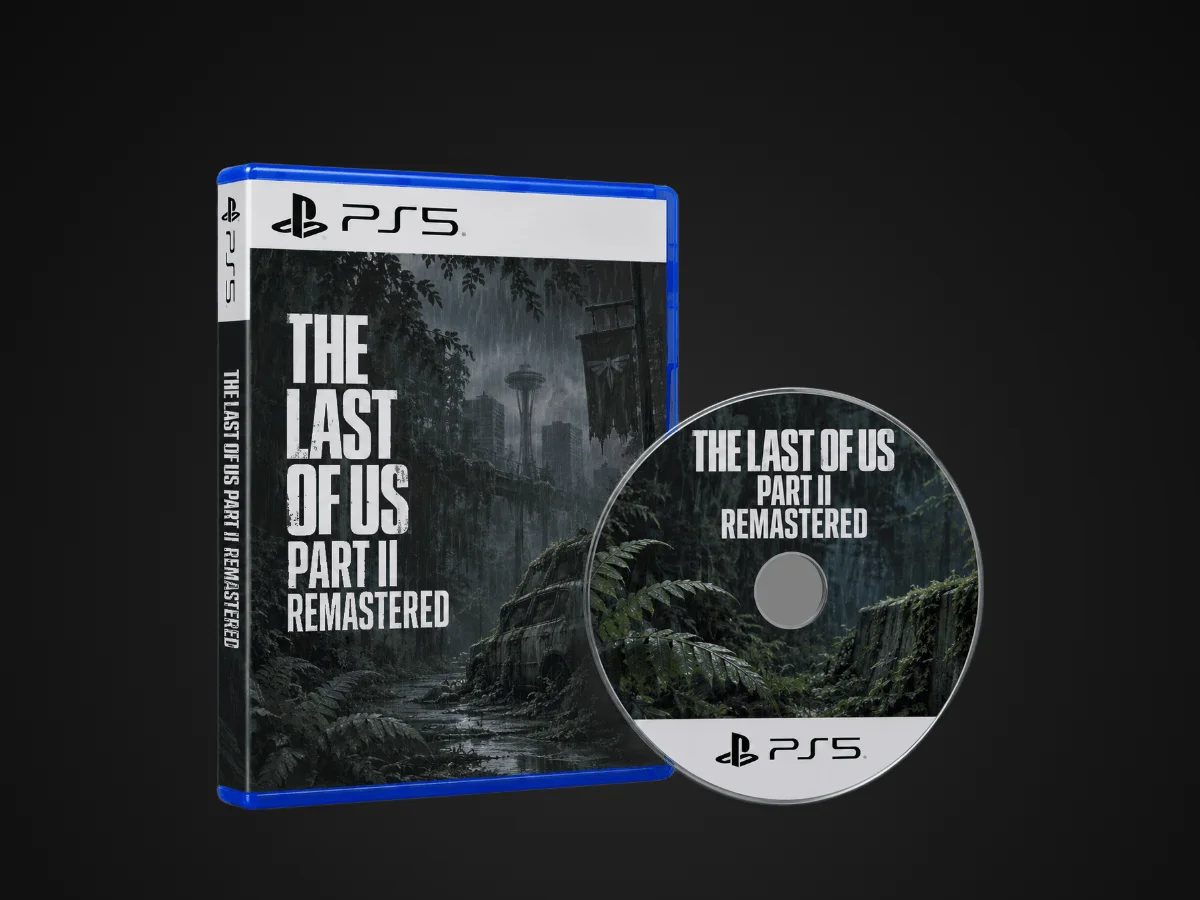 PS5
PS5
THE
LAST
OF US
PART II
REMASTERED
THE LAST OF US PART II REMASTERED
THE LAST OF US
PART II
REMASTERED
PS5